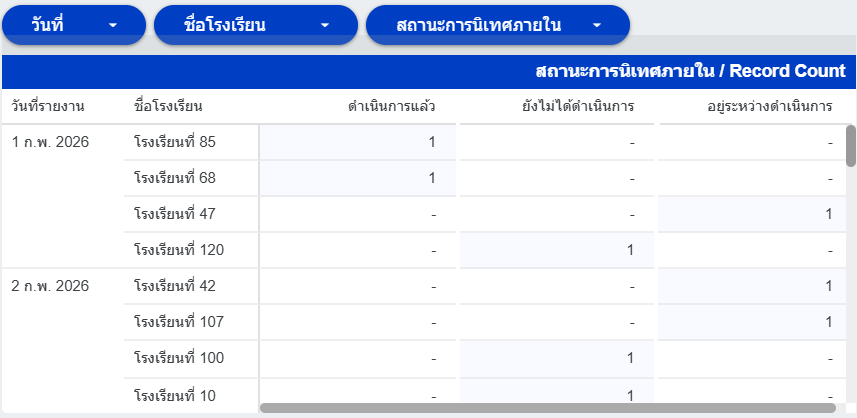 วันที่ ชื่อโรงเรียน สถานะการนิเทศภายใน
สถานะการนิเทศภายใน / Record Count
วันที่รายงาน ชื่อโรงเรียน ดำเนินการแล้ว ยังไม่ได้ดำเนินการ อยู่ระหว่างดำเนินการ
1 ก.พ. 2026 โรงเรียนที่ 85 1 - -
โรงเรียนที่ 68 1 - -
โรงเรียนที่ 47 - - 1
โรงเรียนที่ 120 - 1 -
2 ก.พ. 2026 โรงเรียนที่ 42 - - 1
โรงเรียนที่ 107 - - 1
โรงเรียนที่ 100 - 1 -
โรงเรียนที่ 10 - 1 -